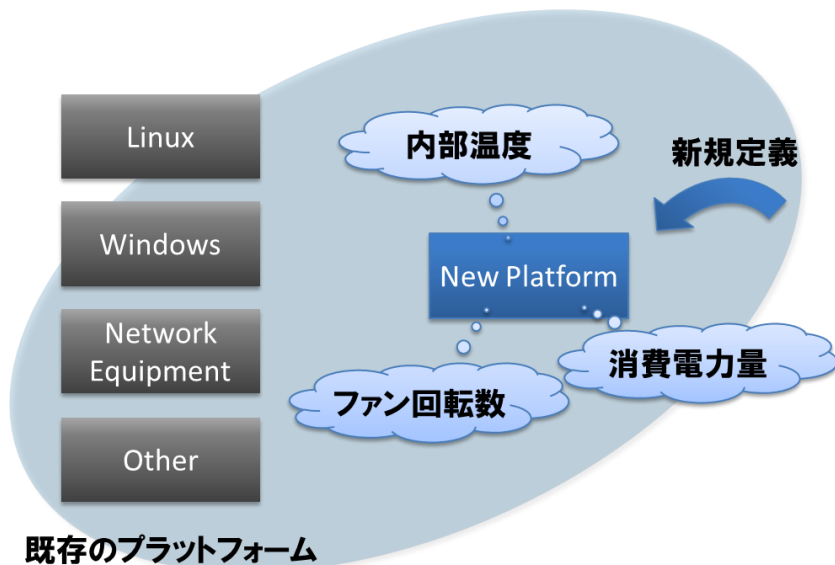 Linux
Windows
Network
Equipment
Other
既存のプラットフォーム
内部温度
新規定義
New Platform
ファン回転数
消費電力量